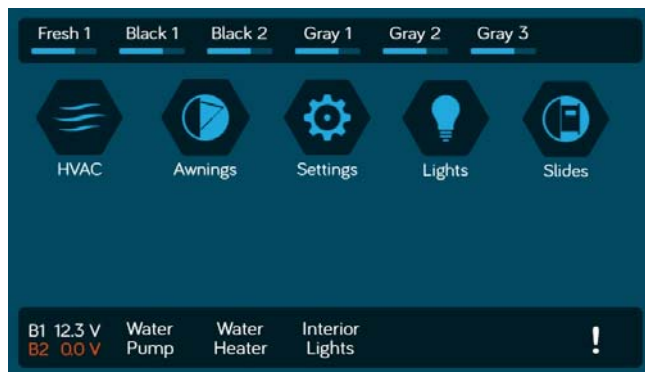 Fresh 1 Black 1 Black 2 Gray 1 Gray 2 Gray 3
HVAC Awnings Settings Lights Slides
B1 12.3 V Water Water Interior
B2 0.0 V Pump Heater Lights !